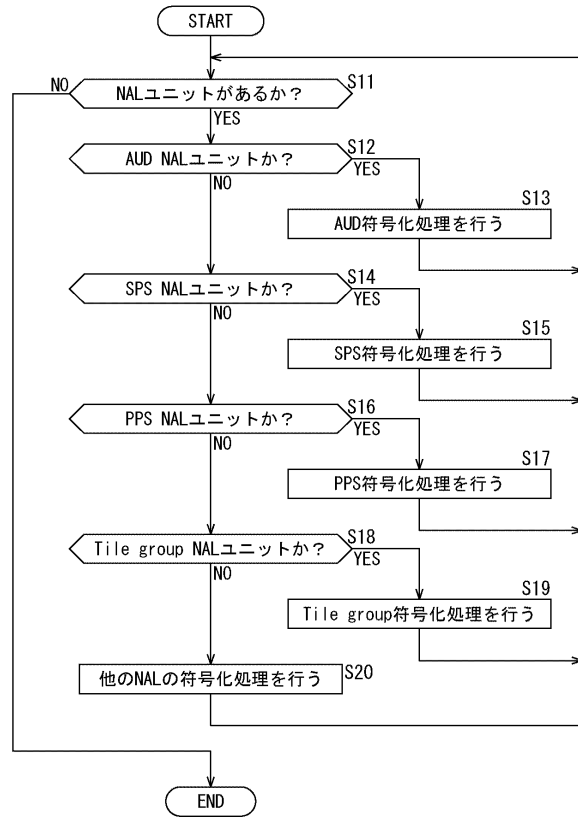 START
NO
NALユニットがあるか?
S11
YES
AUD NALユニットか?
S12
YES
NO
S13
AUD符号化処理を行う
SPS NALユニットか?
S14
YES
NO
S15
SPS符号化処理を行う
PPS NALユニットか?
S16
YES
NO
S17
PPS符号化処理を行う
Tile group NALユニットか?
S18
YES
NO
S19
Tile group符号化処理を行う
他のNALの符号化処理を行う
S20
END